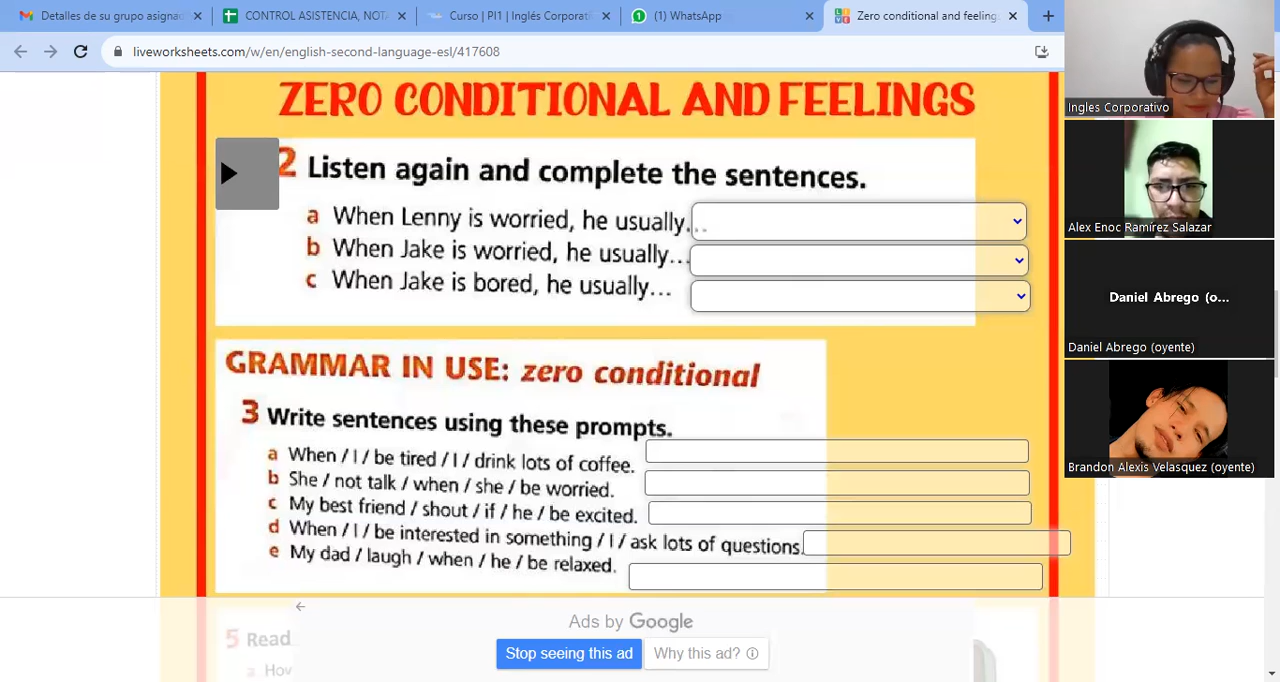 Detalles de su grupo asignad
CONTROL ASISTENCIA, NOTA
Curso | PI1 | Inglés Corporati
(1) WhatsApp
Zero conditional and feelings
liveworksheets.com/w/en/english-second-language-esl/417608
ZERO CONDITIONAL AND FEELINGS
2 Listen again and complete the sentences.
a When Lenny is worried, he usually...
b When Jake is worried, he usually...
c When Jake is bored, he usually...
GRAMMAR IN USE: zero conditional
3 Write sentences using these prompts.
a When / I / be tired / I / drink lots of coffee.
b She / not talk / when / she / be worried.
c My best friend / shout / if / he / be excited.
d When / I / be interested in something / I / ask lots of questions.
e My dad / laugh / when / he / be relaxed.
Ads by Google
Stop seeing this ad
Why this ad?
5 Read
a How
Ingles Corporativo
Alex Enoc Ramírez Salazar
Daniel Abrego (o...
Daniel Abrego (oyente)
Brandon Alexis Velasquez (oyente)